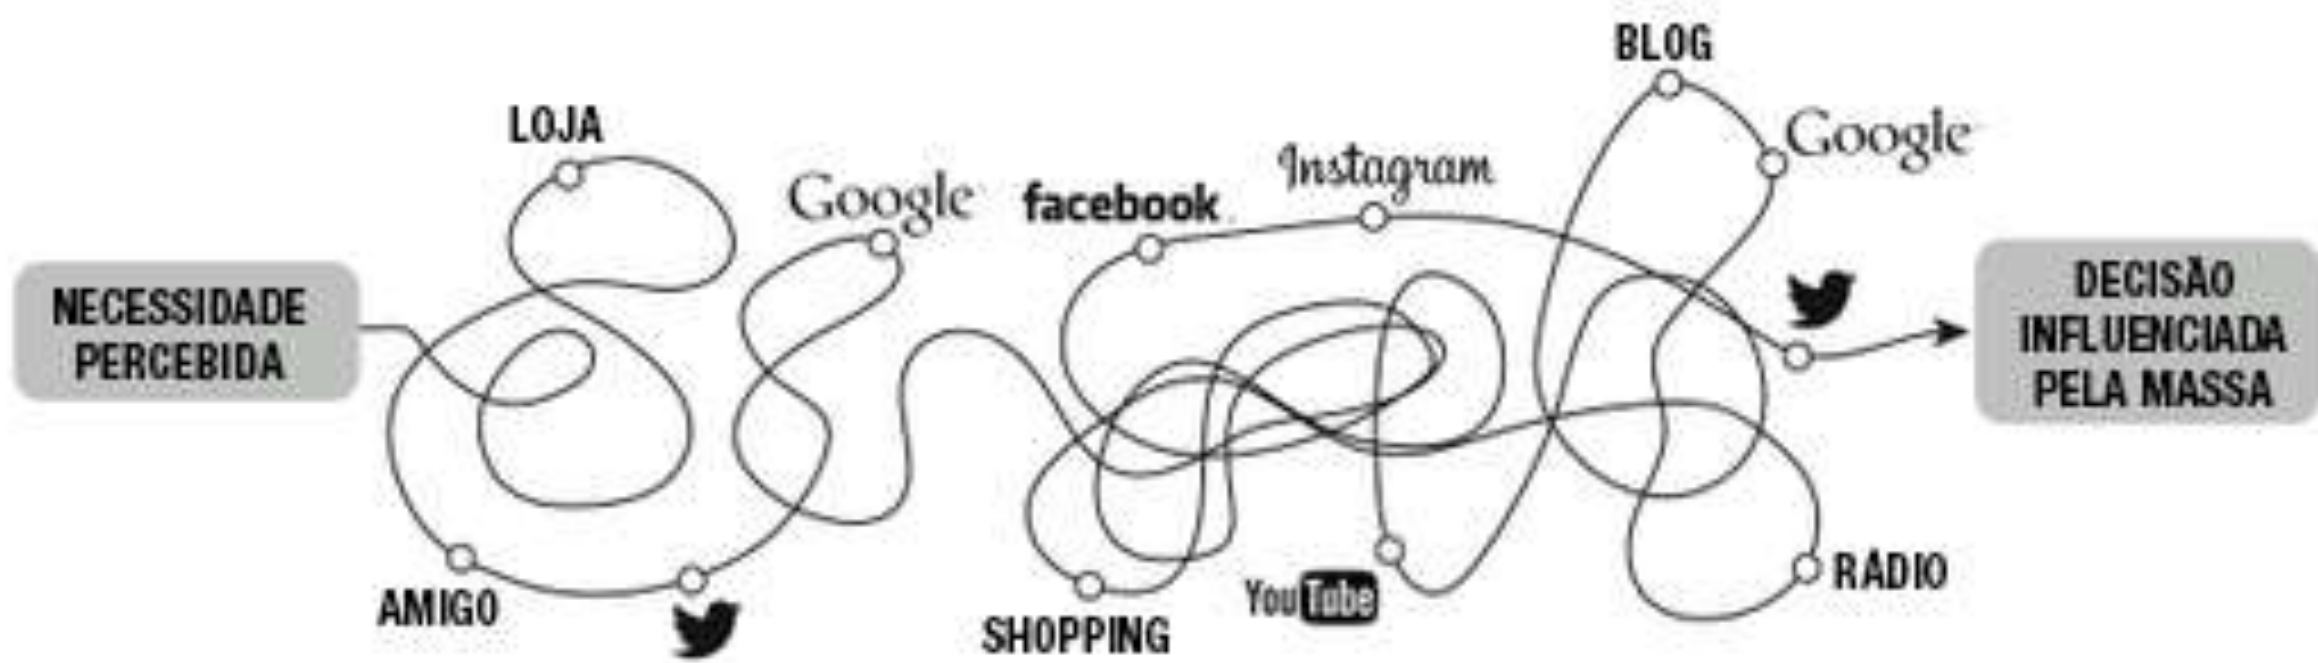 NECESSIDADE
PERCEBIDA
LOJA
AMIGO
Google
facebook
Instagram
SHOPPING
YouTube
BLOG
Google
RÁDIO
DECISÃO
INFLUENCIADA
PELA MASSA